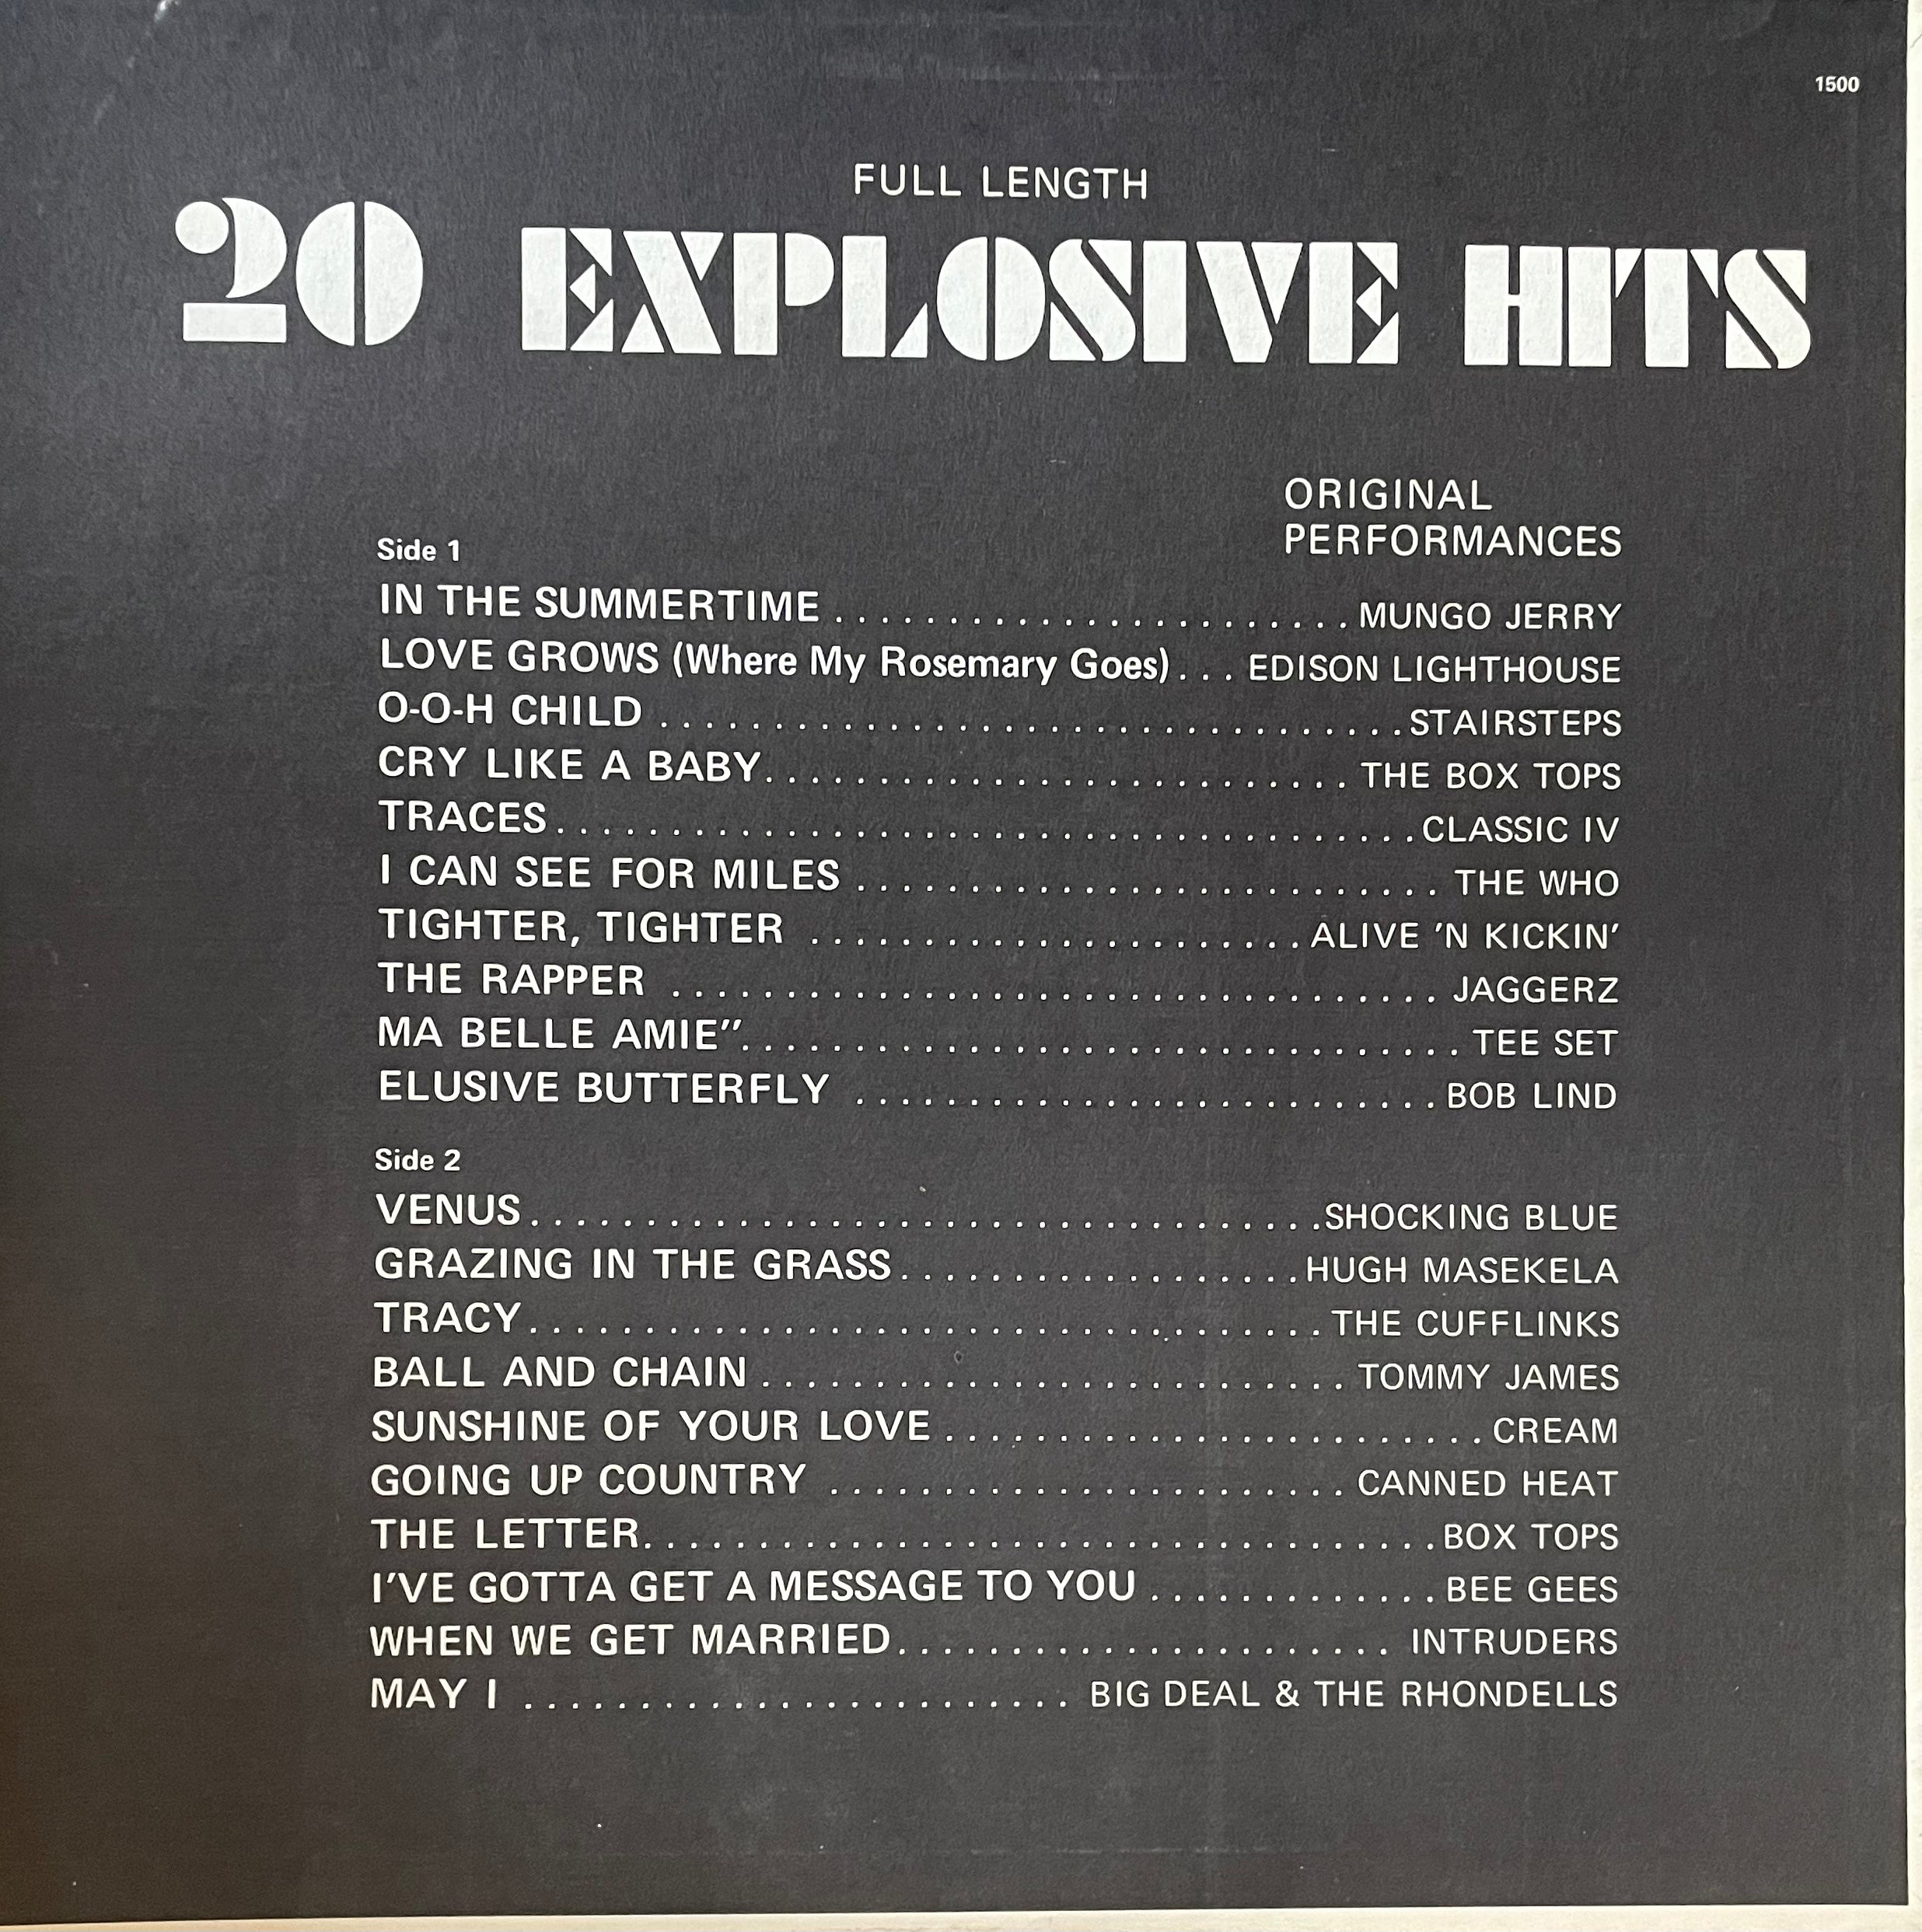 1500
FULL LENGTH
20 EXPLOSIVE HITS
ORIGINAL
PERFORMANCES
Side 1
IN THE SUMMERTIME . . . . . . . . . . . . . . . . . . . . . . . MUNGO JERRY
LOVE GROWS (Where My Rosemary Goes) . . . EDISON LIGHTHOUSE
O-O-H CHILD . . . . . . . . . . . . . . . . . . . . . . . . . . . . . . . . . STAIRSTEPS
CRY LIKE A BABY. . . . . . . . . . . . . . . . . . . . . . . . . . THE BOX TOPS
TRACES . . . . . . . . . . . . . . . . . . . . . . . . . . . . . . . . . . . . . . CLASSIC IV
I CAN SEE FOR MILES . . . . . . . . . . . . . . . . . . . . . . . . . . THE WHO
TIGHTER, TIGHTER . . . . . . . . . . . . . . . . . . . . . . ALIVE 'N KICKIN'
THE RAPPER . . . . . . . . . . . . . . . . . . . . . . . . . . . . . . . . . . JAGGERZ
MA BELLE AMIE". . . . . . . . . . . . . . . . . . . . . . . . . . . . . . . . TEE SET
ELUSIVE BUTTERFLY . . . . . . . . . . . . . . . . . . . . . . . . . . BOB LIND
Side 2
VENUS . . . . . . . . . . . . . . . . . . . . . . . . . . . . . . . . . . . SHOCKING BLUE
GRAZING IN THE GRASS . . . . . . . . . . . . . . . . . . HUGH MASEKELA
TRACY . . . . . . . . . . . . . . . . . . . . . . . . . . . . . . . . . . . THE CUFFLINKS
BALL AND CHAIN . . . . . . . . . . . . . . . . . . . . . . . . . . TOMMY JAMES
SUNSHINE OF YOUR LOVE . . . . . . . . . . . . . . . . . . . . . . . . CREAM
GOING UP COUNTRY . . . . . . . . . . . . . . . . . . . . . . . CANNED HEAT
THE LETTER. . . . . . . . . . . . . . . . . . . . . . . . . . . . . . . . . . . BOX TOPS
I'VE GOTTA GET A MESSAGE TO YOU . . . . . . . . . . . . . BEE GEES
WHEN WE GET MARRIED . . . . . . . . . . . . . . . . . . . . . . INTRUDERS
MAY I . . . . . . . . . . . . . . . . . . . . . . . . BIG DEAL & THE RHONDELLS